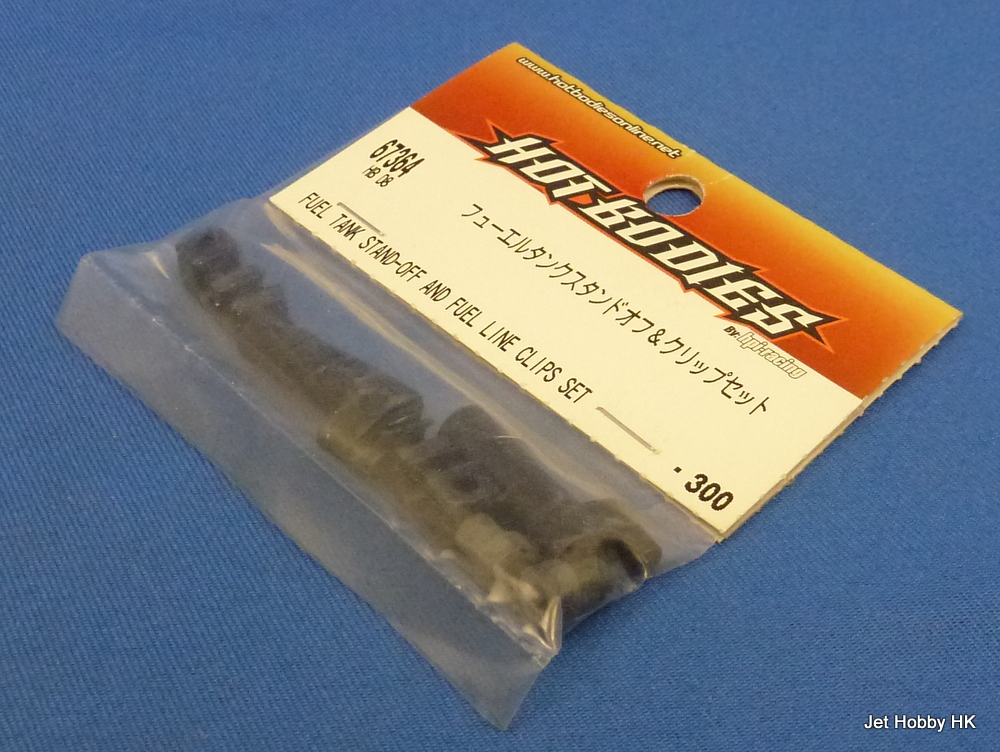 www.hotbodiesonline.net
HOT BODIES
By: hpi-racing
67364
HB D8
フューエルタンクスタンドオフ&クリップセット
FUEL TANK STAND-OFF AND FUEL LINE CLIPS SET
.300
Jet Hobby HK